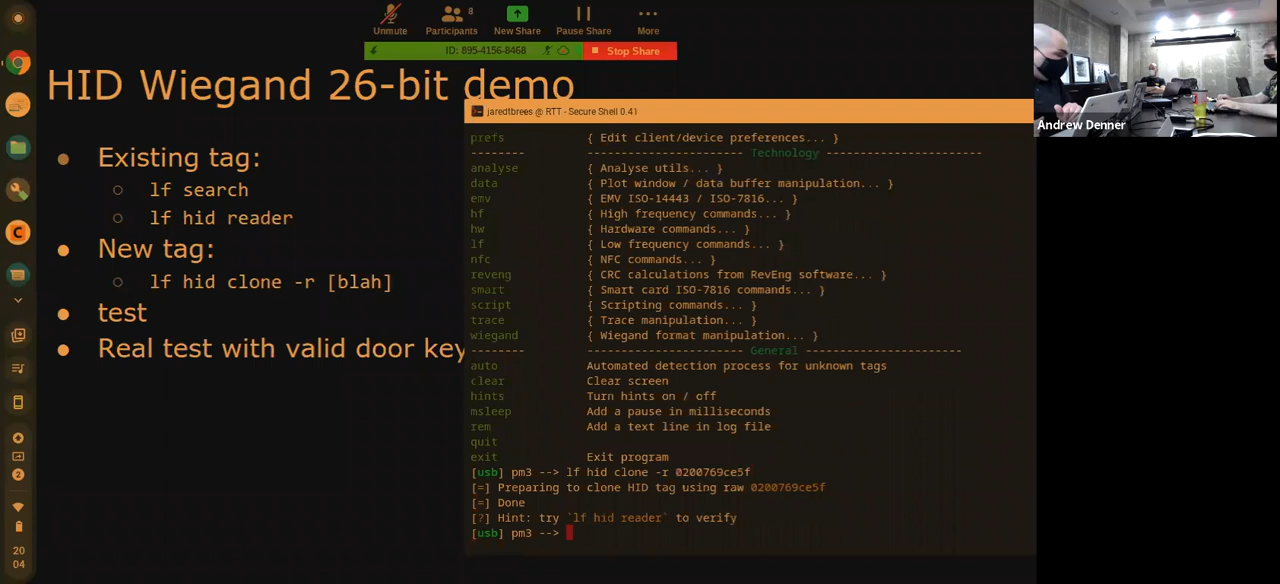 Unmute
Participants
8
New Share
Pause Share
More
ID: 895-4156-8468
Stop Share
HID Wiegand 26-bit demo
Existing tag:
lf search
lf hid reader
New tag:
lf hid clone -r [blah]
test
Real test with valid door key
jaredtbrees @ RTT - Secure Shell 0.41
prefs { Edit client/device preferences... }
-------- ----------------------- Technology -----------------------
analyse { Analyse utils... }
data { Plot window / data buffer manipulation... }
emv { EMV ISO-14443 / ISO-7816... }
hf { High frequency commands... }
hw { Hardware commands... }
lf { Low frequency commands... }
nfc { NFC commands... }
reveng { CRC calculations from RevEng software... }
smart { Smart card ISO-7816 commands... }
script { Scripting commands... }
trace { Trace manipulation... }
wiegand { Wiegand format manipulation... }
-------- ----------------------- General -----------------------
auto Automated detection process for unknown tags
clear Clear screen
hints Turn hints on / off
msleep Add a pause in milliseconds
rem Add a text line in log file
quit
exit Exit program
[usb] pm3 --> lf hid clone -r 0200769ce5f
[=] Preparing to clone HID tag using raw 0200769ce5f
[=] Done
[?] Hint: try `lf hid reader` to verify
[usb] pm3 -->
Andrew Denner
2
20
04